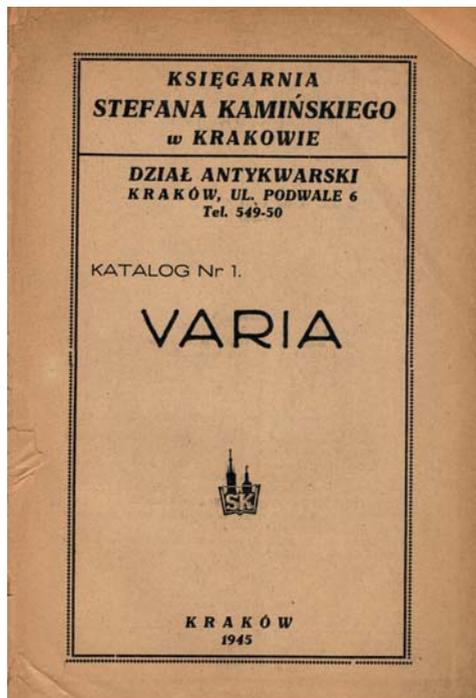 KSIĘGARNIA
STEFANA KAMIŃSKIEGO
w KRAKOWIE
DZIAŁ ANTYKWARSKI
KRAKÓW, UL. PODWALE 6
Tel. 549-50
KATALOG Nr 1.
VARIA
SK
KRAKÓW
1945